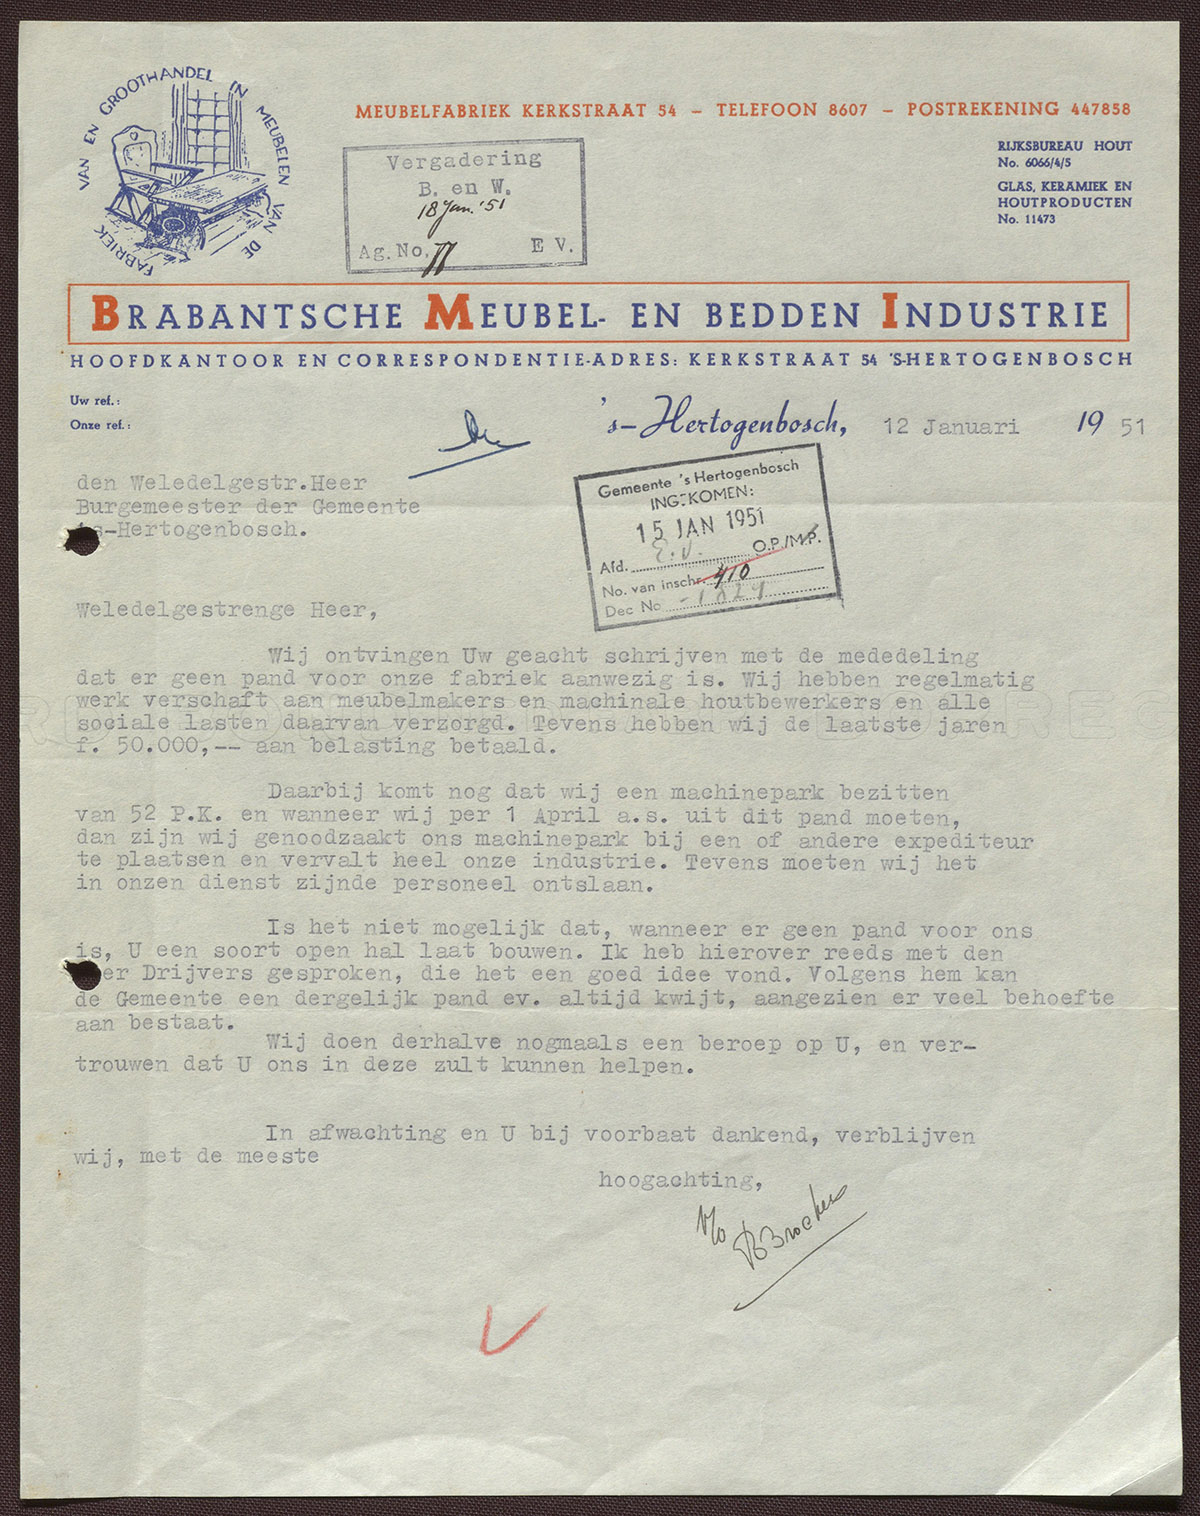 FABRIEK VAN EN GROOTHANDEL IN MEUBELEN VAN DE
MEUBELFABRIEK KERKSTRAAT 54 – TELEFOON 8607 – POSTREKENING 447858
RIJKSBUREAU HOUT
No. 6066/4/5
GLAS, KERAMIEK EN
HOUTPRODUCTEN
No. 11473
Vergadering
B. en W.
18 Jan. '51
Ag. No. 77 E V.
BRABANTSCHE MEUBEL- EN BEDDEN INDUSTRIE
HOOFDKANTOOR EN CORRESPONDENTIE-ADRES: KERKSTRAAT 54 'S-HERTOGENBOSCH
Uw ref.:
Onze ref.:
's-Hertogenbosch, 12 Januari 19 51
den Weledelgestr.Heer
Burgemeester der Gemeente
s-Hertogenbosch.
Gemeente 's Hertogenbosch
INGEKOMEN:
15 JAN 1951
Afd. E.V. O.P./M.P.
No. van inschr. 410
Dec No -1.824
Weledelgestrenge Heer,
Wij ontvingen Uw geacht schrijven met de mededeling
dat er geen pand voor onze fabriek aanwezig is. Wij hebben regelmatig
werk verschaft aan meubelmakers en machinale houtbewerkers en alle
sociale lasten daarvan verzorgd. Tevens hebben wij de laatste jaren
f. 50.000,-- aan belasting betaald.
Daarbij komt nog dat wij een machinepark bezitten
van 52 P.K. en wanneer wij per 1 April a.s. uit dit pand moeten,
dan zijn wij genoodzaakt ons machinepark bij een of andere expediteur
te plaatsen en vervalt heel onze industrie. Tevens moeten wij het
in onzen dienst zijnde personeel ontslaan.
Is het niet mogelijk dat, wanneer er geen pand voor ons
is, U een soort open hal laat bouwen. Ik heb hierover reeds met den
eer Drijvers gesproken, die het een goed idee vond. Volgens hem kan
de Gemeente een dergelijk pand ev. altijd kwijt, aangezien er veel behoefte
aan bestaat.
Wij doen derhalve nogmaals een beroep op U, en ver-
trouwen dat U ons in deze zult kunnen helpen.
In afwachting en U bij voorbaat dankend, verblijven
wij, met de meeste
hoogachting,